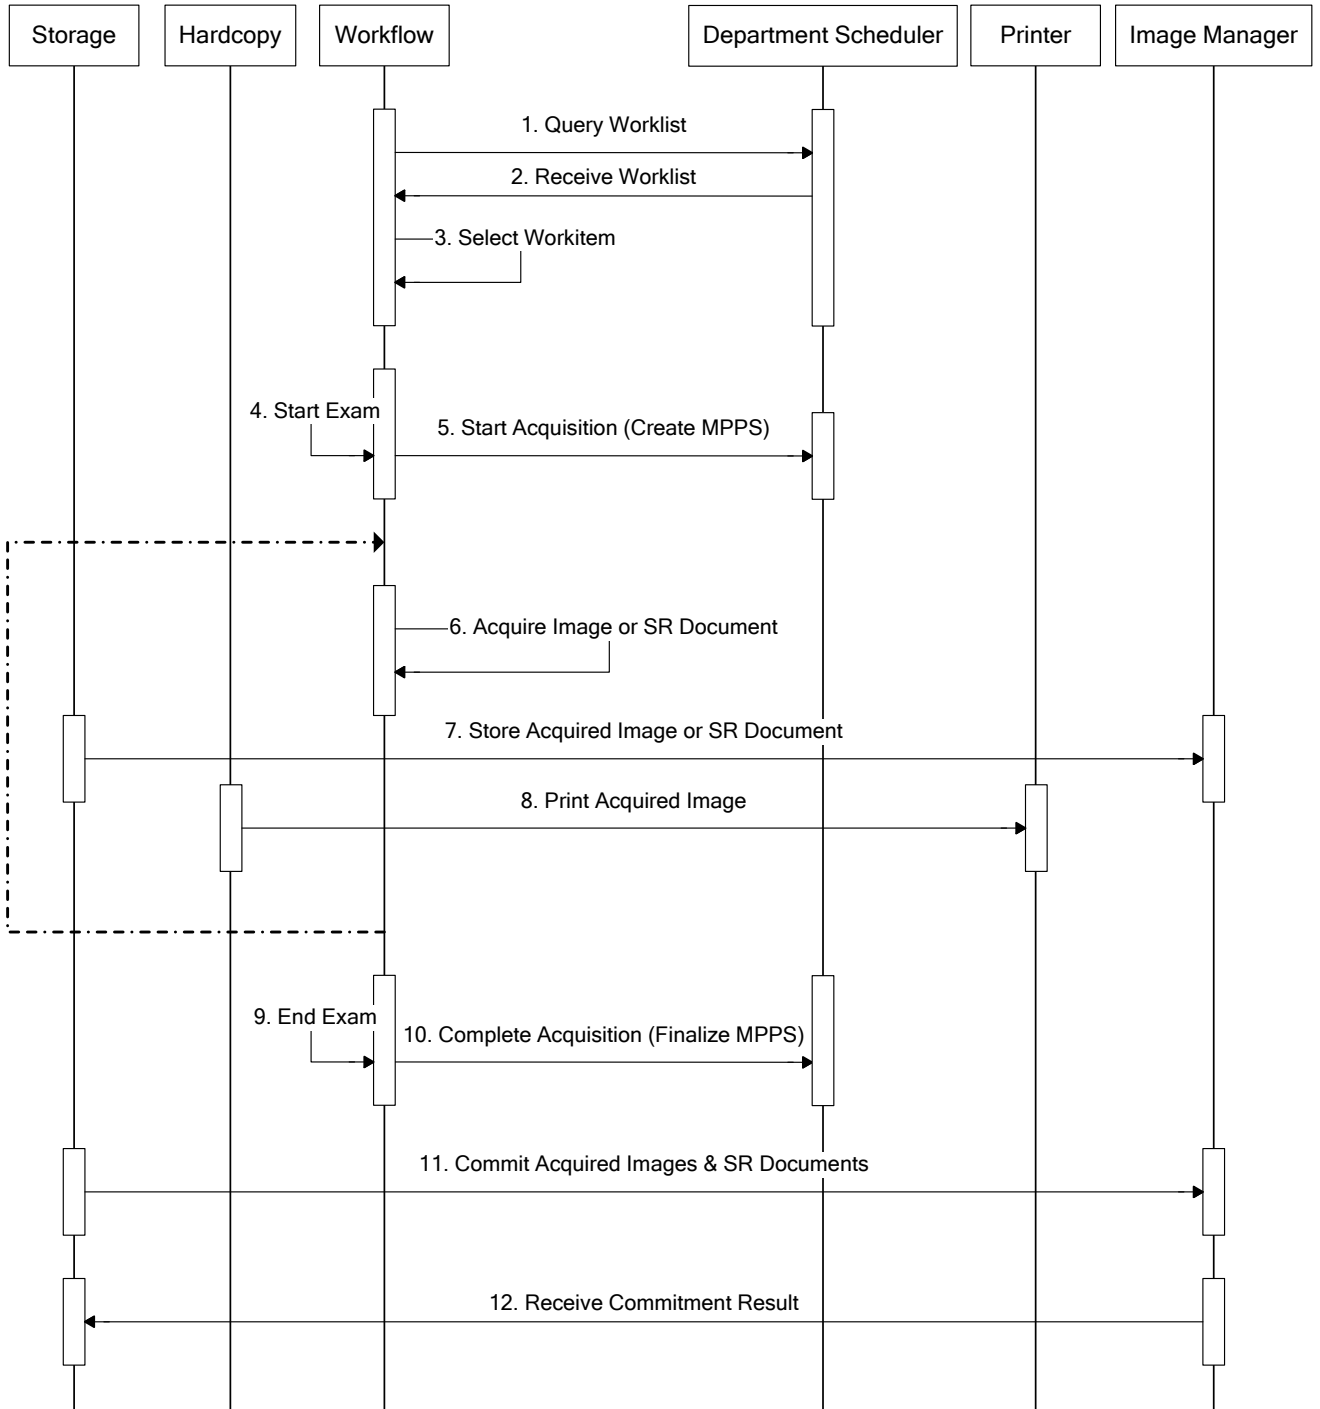 Storage
Hardcopy
Workflow
Department Scheduler
Printer
Image Manager
1. Query Worklist
2. Receive Worklist
3. Select Workitem
4. Start Exam
5. Start Acquisition (Create MPPS)
6. Acquire Image or SR Document
7. Store Acquired Image or SR Document
8. Print Acquired Image
9. End Exam
10. Complete Acquisition (Finalize MPPS)
11. Commit Acquired Images & SR Documents
12. Receive Commitment Result